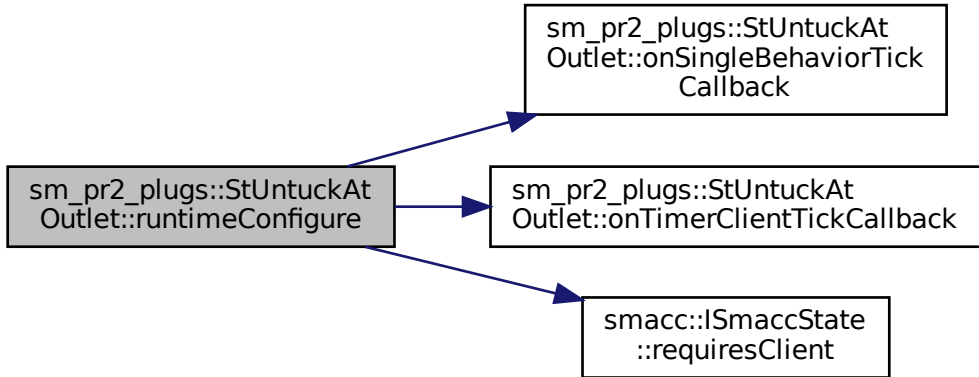 sm_pr2_plugs::StUntuckAt
Outlet::runtimeConfigure
sm_pr2_plugs::StUntuckAt
Outlet::onSingleBehaviorTick
Callback
sm_pr2_plugs::StUntuckAt
Outlet::onTimerClientTickCallback
smacc::ISmaccState
::requiresClient